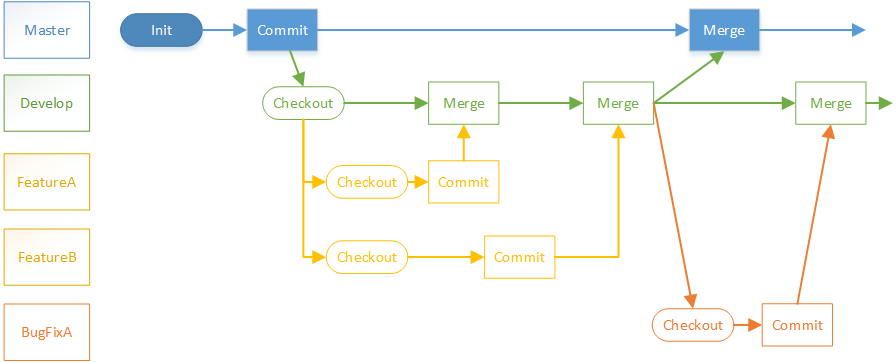 Master
Init
Commit
Merge
Develop
Checkout
Merge
Merge
Merge
FeatureA
Checkout
Commit
FeatureB
Checkout
Commit
BugFixA
Checkout
Commit